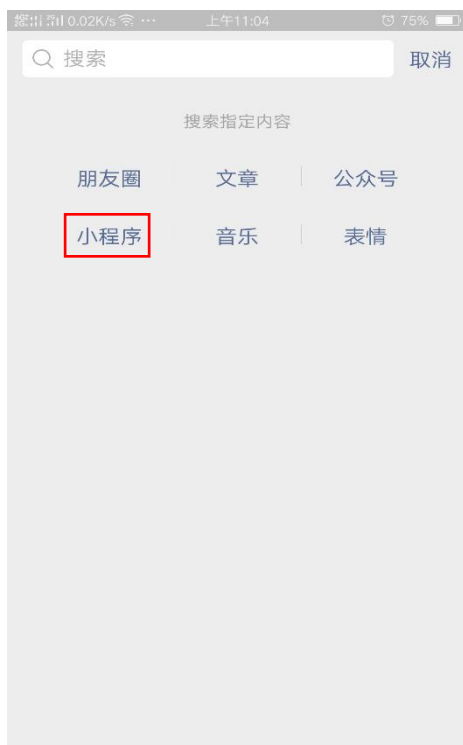 0.02K/s ··· 上午11:04 75%
搜索 取消
搜索指定内容
朋友圈 文章 公众号
小程序 音乐 表情